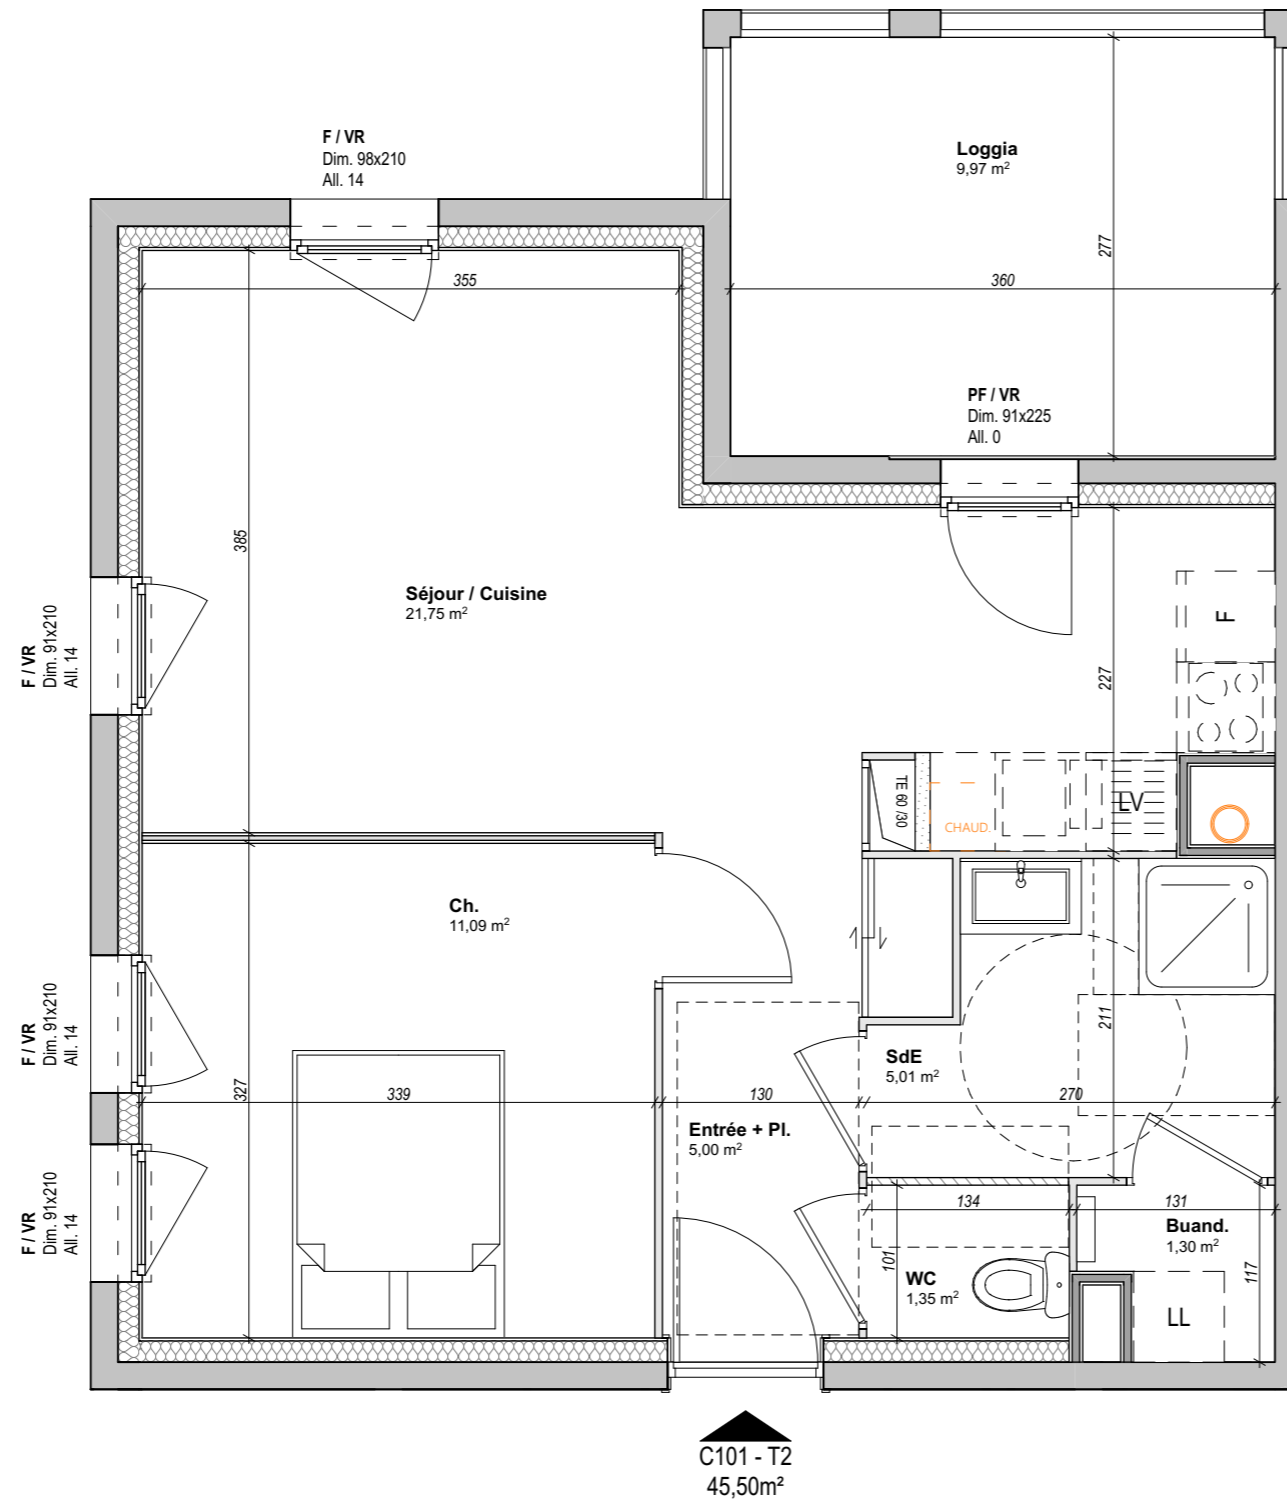 F / VR
Dim. 98x210
All. 14
Loggia
9,97 m²
277
355
360
PF / VR
Dim. 91x225
All. 0
385
Séjour / Cuisine
21,75 m²
F / VR
Dim. 91x210
All. 14
F
227
TE 60 /30
CHAUD.
LV
Ch.
11,09 m²
F / VR
Dim. 91x210
All. 14
211
SdE
5,01 m²
327
339
130
270
Entrée + Pl.
5,00 m²
F / VR
Dim. 91x210
All. 14
134
131
Buand.
1,30 m²
101
117
WC
1,35 m²
LL
C101 - T2
45,50m²